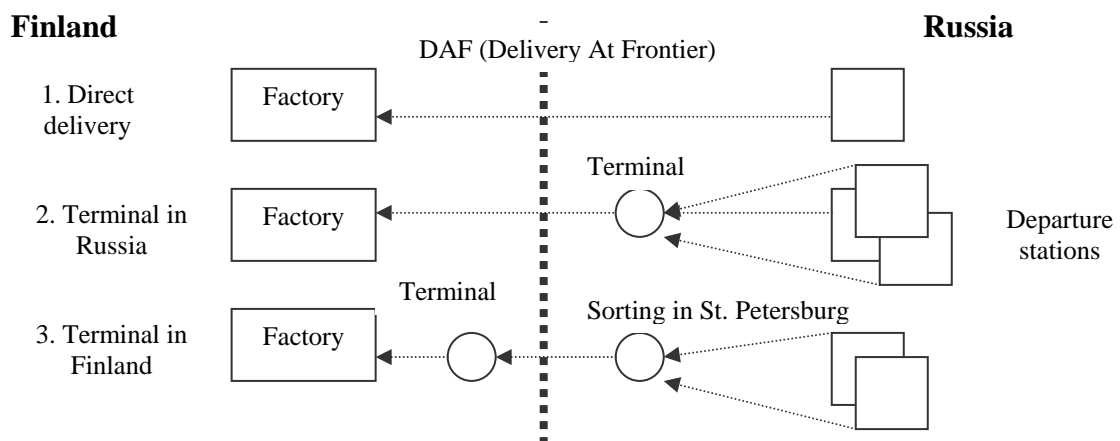 Finland
Russia
DAF (Delivery At Frontier)
1. Direct
delivery
Factory
Terminal
2. Terminal in
Russia
Factory
Departure
stations
Terminal
Sorting in St. Petersburg
3. Terminal in
Finland
Factory